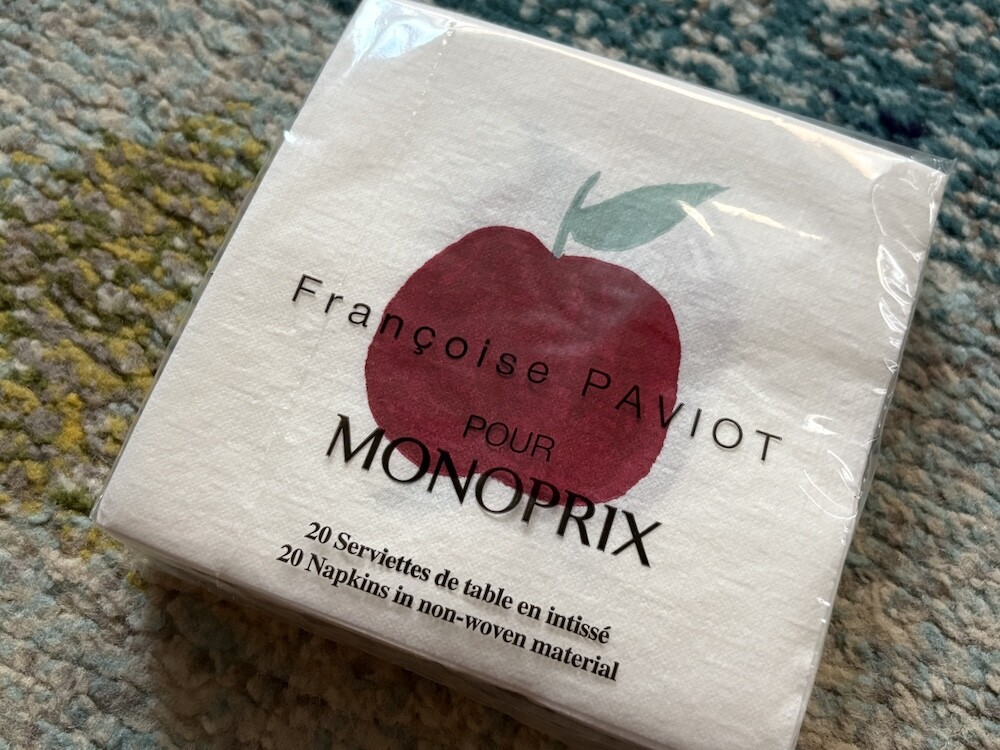 Françoise PAVIOT
POUR
MONOPRIX
20 Serviettes de table en intissé
20 Napkins in non-woven material